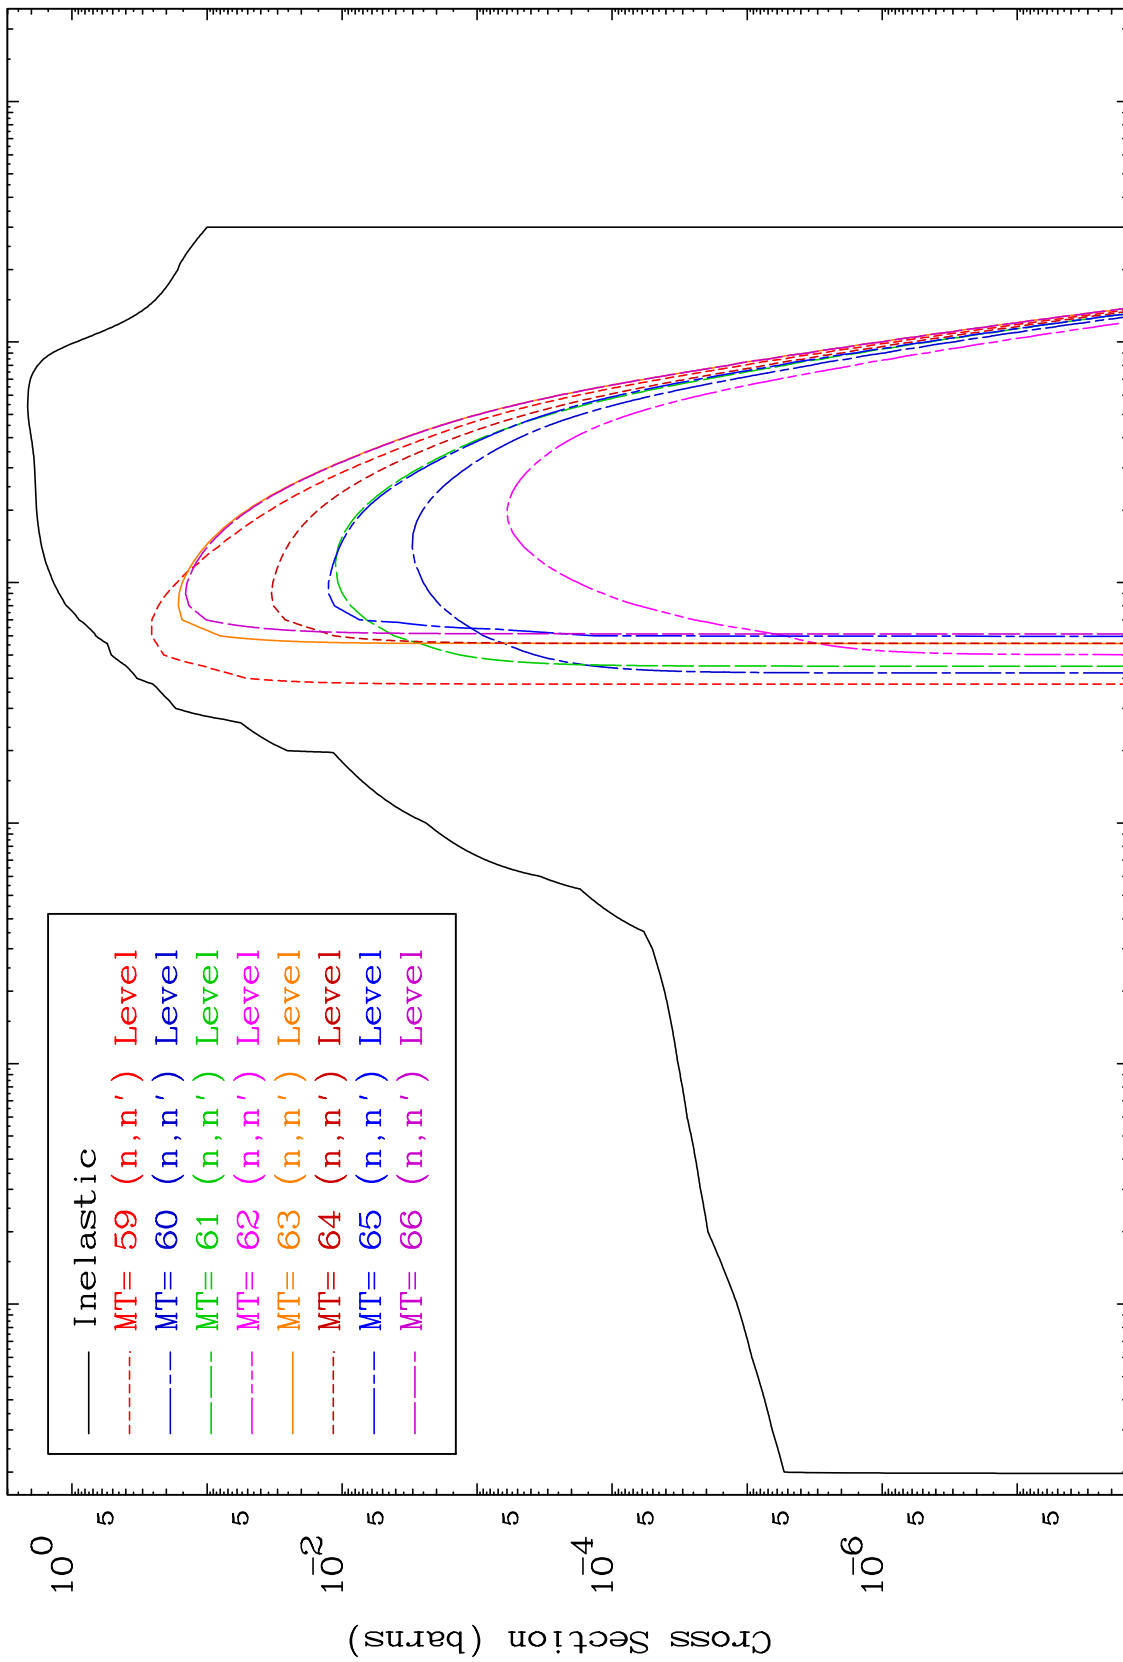 Inelastic
MT= 59 (n,n') Level
MT= 60 (n,n') Level
MT= 61 (n,n') Level
MT= 62 (n,n') Level
MT= 63 (n,n') Level
MT= 64 (n,n') Level
MT= 65 (n,n') Level
MT= 66 (n,n') Level
Cross Section (barns)
10^0
5
5
10^-2
5
5
10^-4
5
5
10^-6
5
5